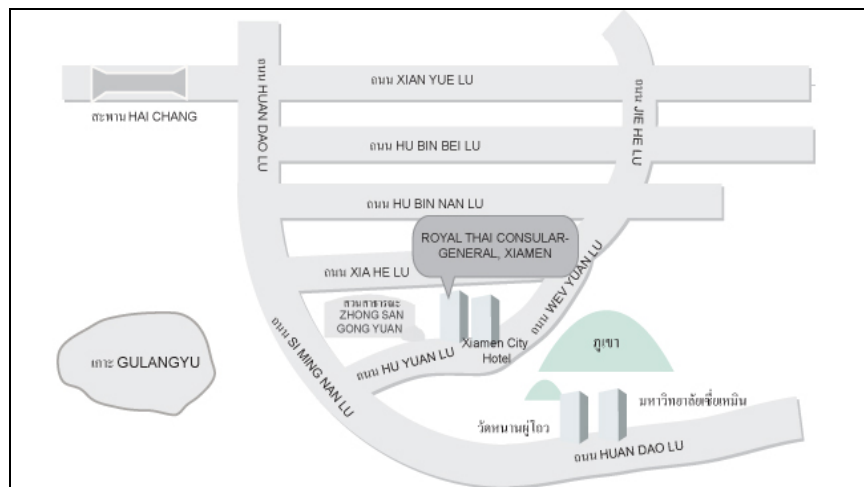 ถนน XIAN YUE LU
สะพาน HAI CHANG
ถนน HUAN DAO LU
ถนน JIE HE LU
ถนน HU BIN BEI LU
ถนน HU BIN NAN LU
ROYAL THAI CONSULAR-
GENERAL, XIAMEN
ถนน XIA HE LU
ถนน WEV YUAN LU
สวนสาธารณะ
ZHONG SAN
GONG YUAN
ถนน SI MING NAN LU
ถนน HU YUAN LU
Xiamen City
Hotel
ภูเขา
เกาะ GULANGYU
มหาวิทยาลัยเซี่ยเหมิน
วัดหนานผู่โถว
ถนน HUAN DAO LU